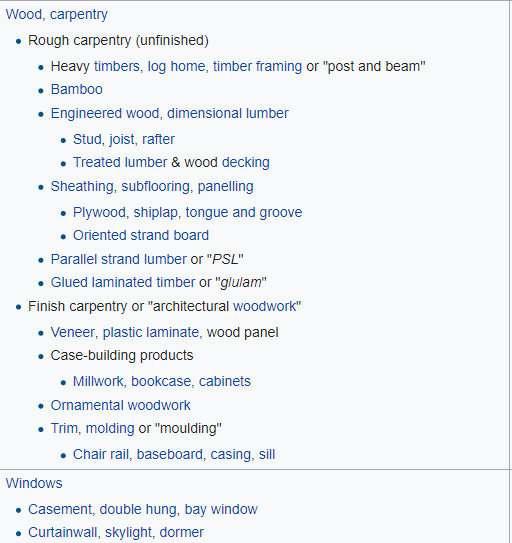 Wood, carpentry
Rough carpentry (unfinished)
Heavy timbers, log home, timber framing or "post and beam"
Bamboo
Engineered wood, dimensional lumber
Stud, joist, rafter
Treated lumber & wood decking
Sheathing, subflooring, panelling
Plywood, shiplap, tongue and groove
Oriented strand board
Parallel strand lumber or "PSL"
Glued laminated timber or "glulam"
Finish carpentry or "architectural woodwork"
Veneer, plastic laminate, wood panel
Case-building products
Millwork, bookcase, cabinets
Ornamental woodwork
Trim, molding or "moulding"
Chair rail, baseboard, casing, sill
Windows
Casement, double hung, bay window
Curtainwall, skylight, dormer